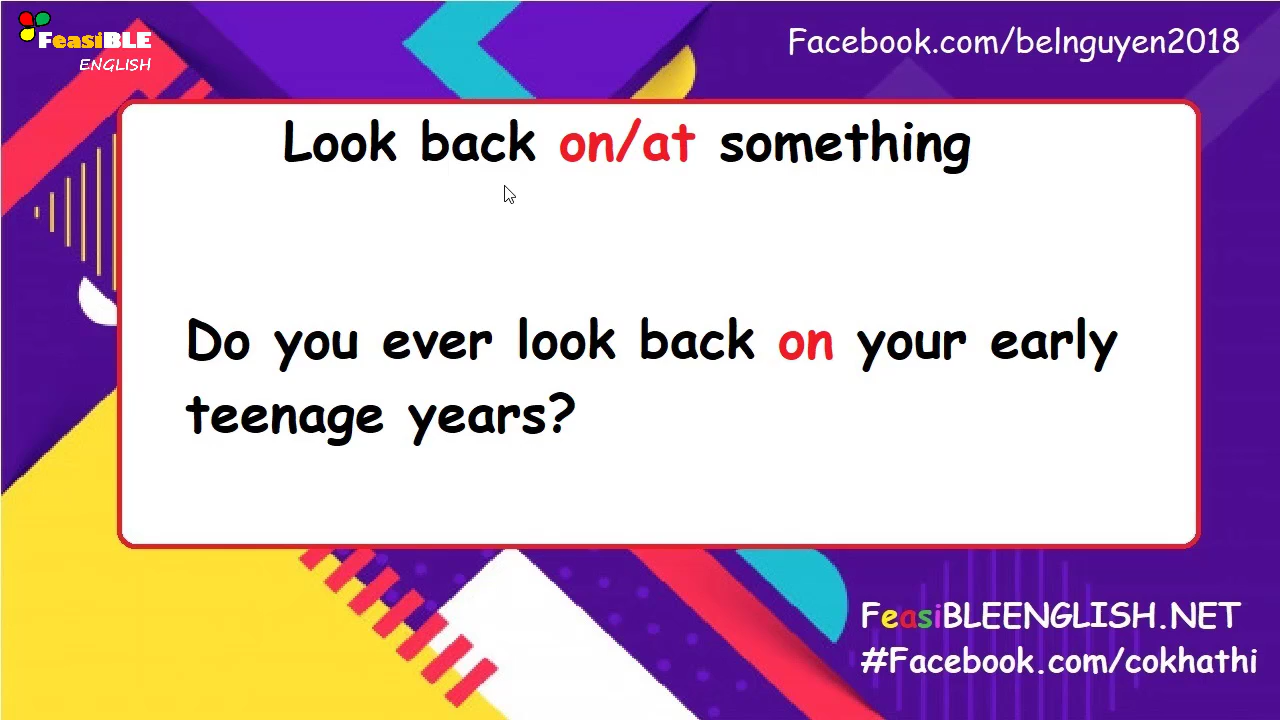 FeasiBLE
ENGLISH
Facebook.com/belnguyen2018
Look back on/at something
Do you ever look back on your early
teenage years?
FeasiBLEENGLISH.NET
#Facebook.com/cokhathi